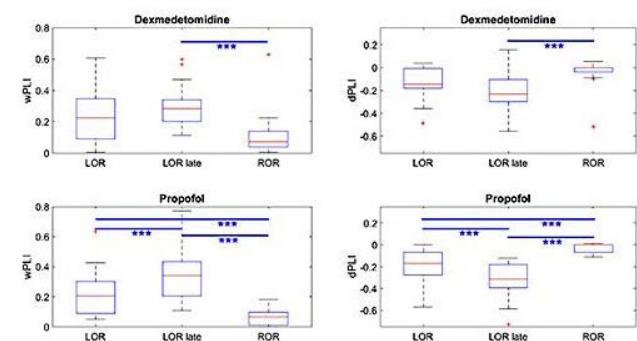 Dexmedetomidine
0.8
***
0.6
wPLI
0.4
0.2
0
LOR LOR late ROR
Dexmedetomidine
0.2
***
0
dPLI
-0.2
-0.4
-0.6
LOR LOR late ROR
Propofol
0.8
***
***
0.6
***
wPLI
0.4
0.2
0
LOR LOR late ROR
Propofol
0.2
***
***
0
***
dPLI
-0.2
-0.4
-0.6
LOR LOR late ROR